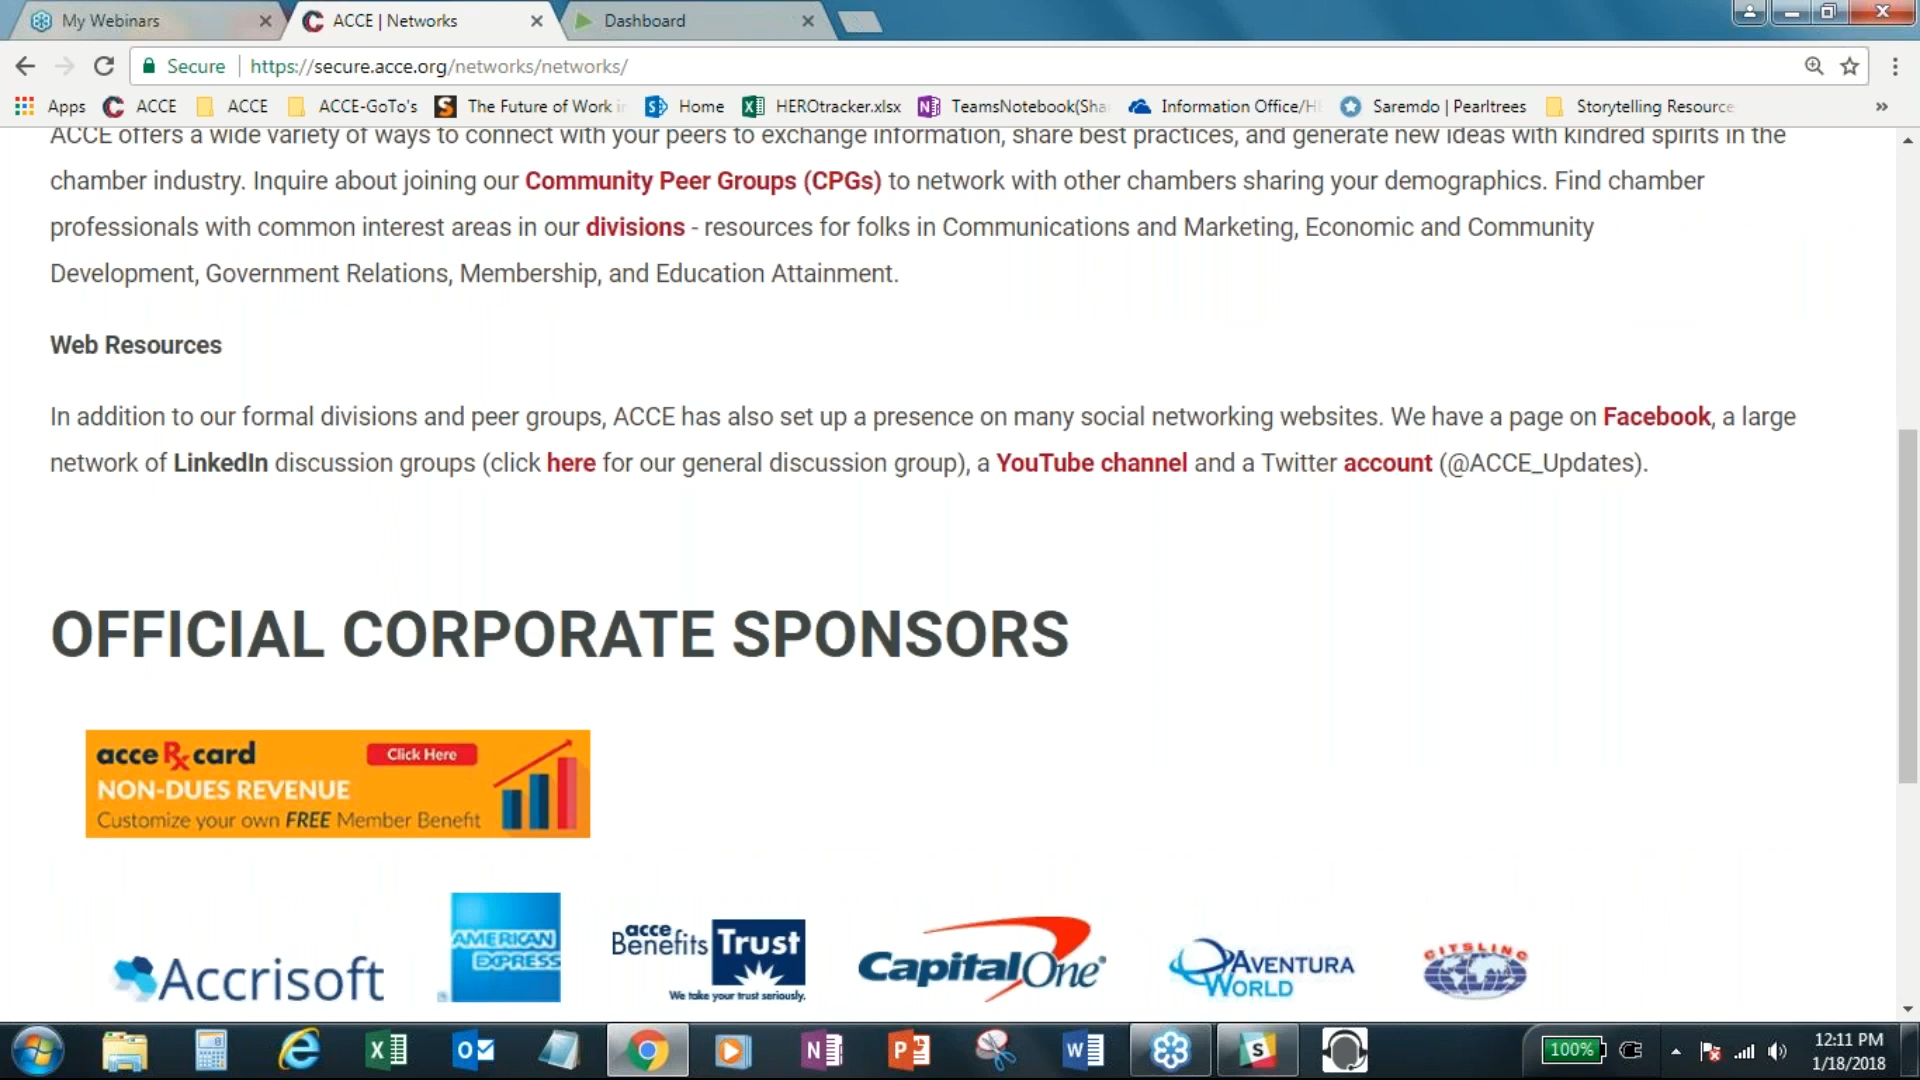 My Webinars
ACCE | Networks
Dashboard
Secure
https://secure.acce.org/networks/networks/
Apps
ACCE
ACCE
ACCE-GoTo's
The Future of Work in
Home
HEROtracker.xlsx
TeamsNotebook(Sha
Information Office/H
Saremdo | Pearltrees
Storytelling Resource
»
ACCE offers a wide variety of ways to connect with your peers to exchange information, share best practices, and generate new ideas with kindred spirits in the
chamber industry. Inquire about joining our Community Peer Groups (CPGs) to network with other chambers sharing your demographics. Find chamber
professionals with common interest areas in our divisions - resources for folks in Communications and Marketing, Economic and Community
Development, Government Relations, Membership, and Education Attainment.
Web Resources
In addition to our formal divisions and peer groups, ACCE has also set up a presence on many social networking websites. We have a page on Facebook, a large
network of LinkedIn discussion groups (click here for our general discussion group), a YouTube channel and a Twitter account (@ACCE_Updates).
OFFICIAL CORPORATE SPONSORS
acce Rx card
Click Here
NON-DUES REVENUE
Customize your own FREE Member Benefit
Accrisoft
AMERICAN
EXPRESS
acce
Benefits Trust
We take your trust seriously.
Capital One
AVENTURA
WORLD
CITSLINC
100%
12:11 PM
1/18/2018